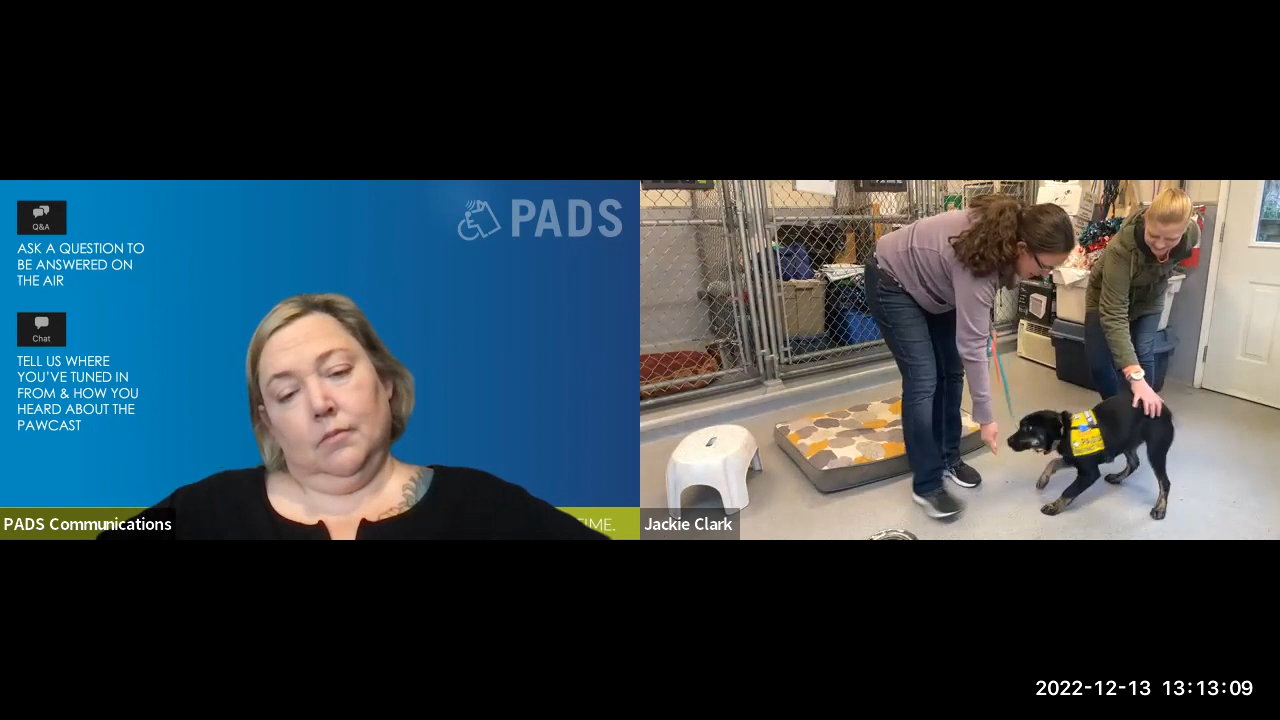 Q&A
ASK A QUESTION TO
BE ANSWERED ON
THE AIR
Chat
TELL US WHERE
YOU'VE TUNED IN
FROM & HOW YOU
HEARD ABOUT THE
PAWCAST
PADS
TIME.
PADS Communications
PADS
Jackie Clark
2022-12-13 13:13:09